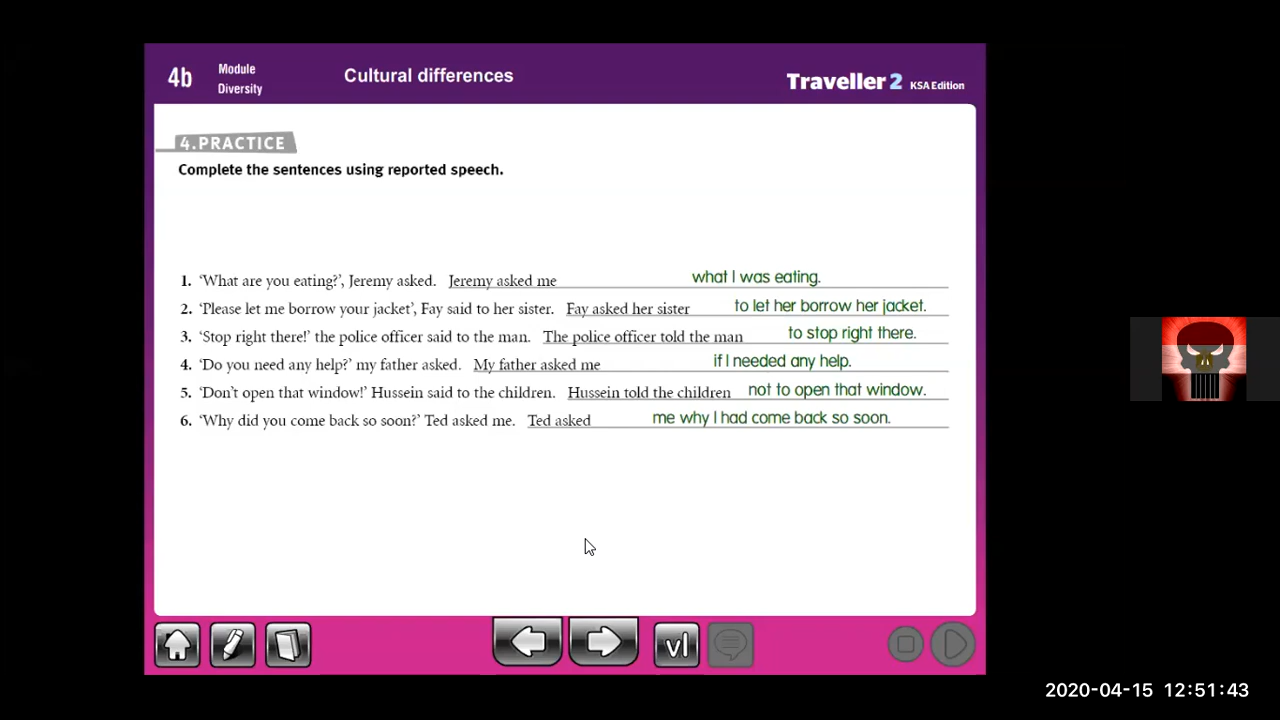 4b Module Diversity Cultural differences Traveller 2 KSA Edition
4.PRACTICE
Complete the sentences using reported speech.
1. ‘What are you eating?’, Jeremy asked. Jeremy asked me what I was eating.
2. ‘Please let me borrow your jacket’, Fay said to her sister. Fay asked her sister to let her borrow her jacket.
3. ‘Stop right there!’ the police officer said to the man. The police officer told the man to stop right there.
4. ‘Do you need any help?’ my father asked. My father asked me if I needed any help.
5. ‘Don’t open that window!’ Hussein said to the children. Hussein told the children not to open that window.
6. ‘Why did you come back so soon?’ Ted asked me. Ted asked me why I had come back so soon.
vl
2020-04-15 12:51:43